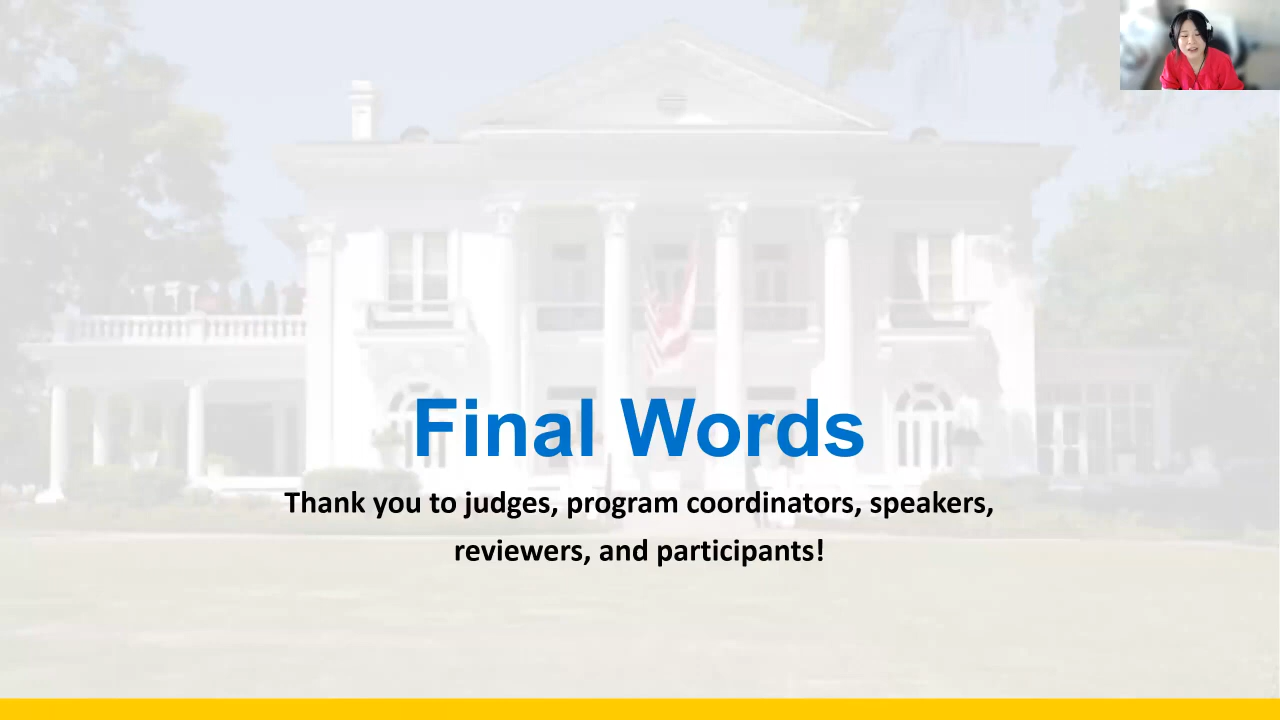 Final Words
Thank you to judges, program coordinators, speakers,
reviewers, and participants!